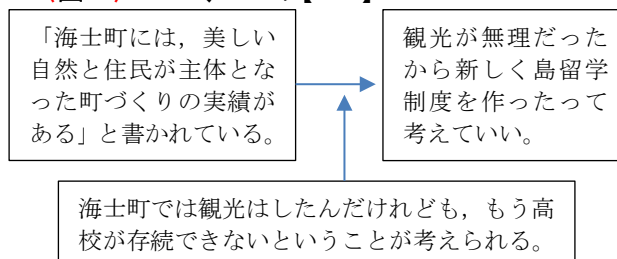 「海士町には，美しい
自然と住民が主体とな
った町づくりの実績が
ある」と書かれている。
観光が無理だった
から新しく島留学
制度を作ったって
考えていい。
海士町では観光はしたんだけれども，もう高
校が存続できないということが考えられる。